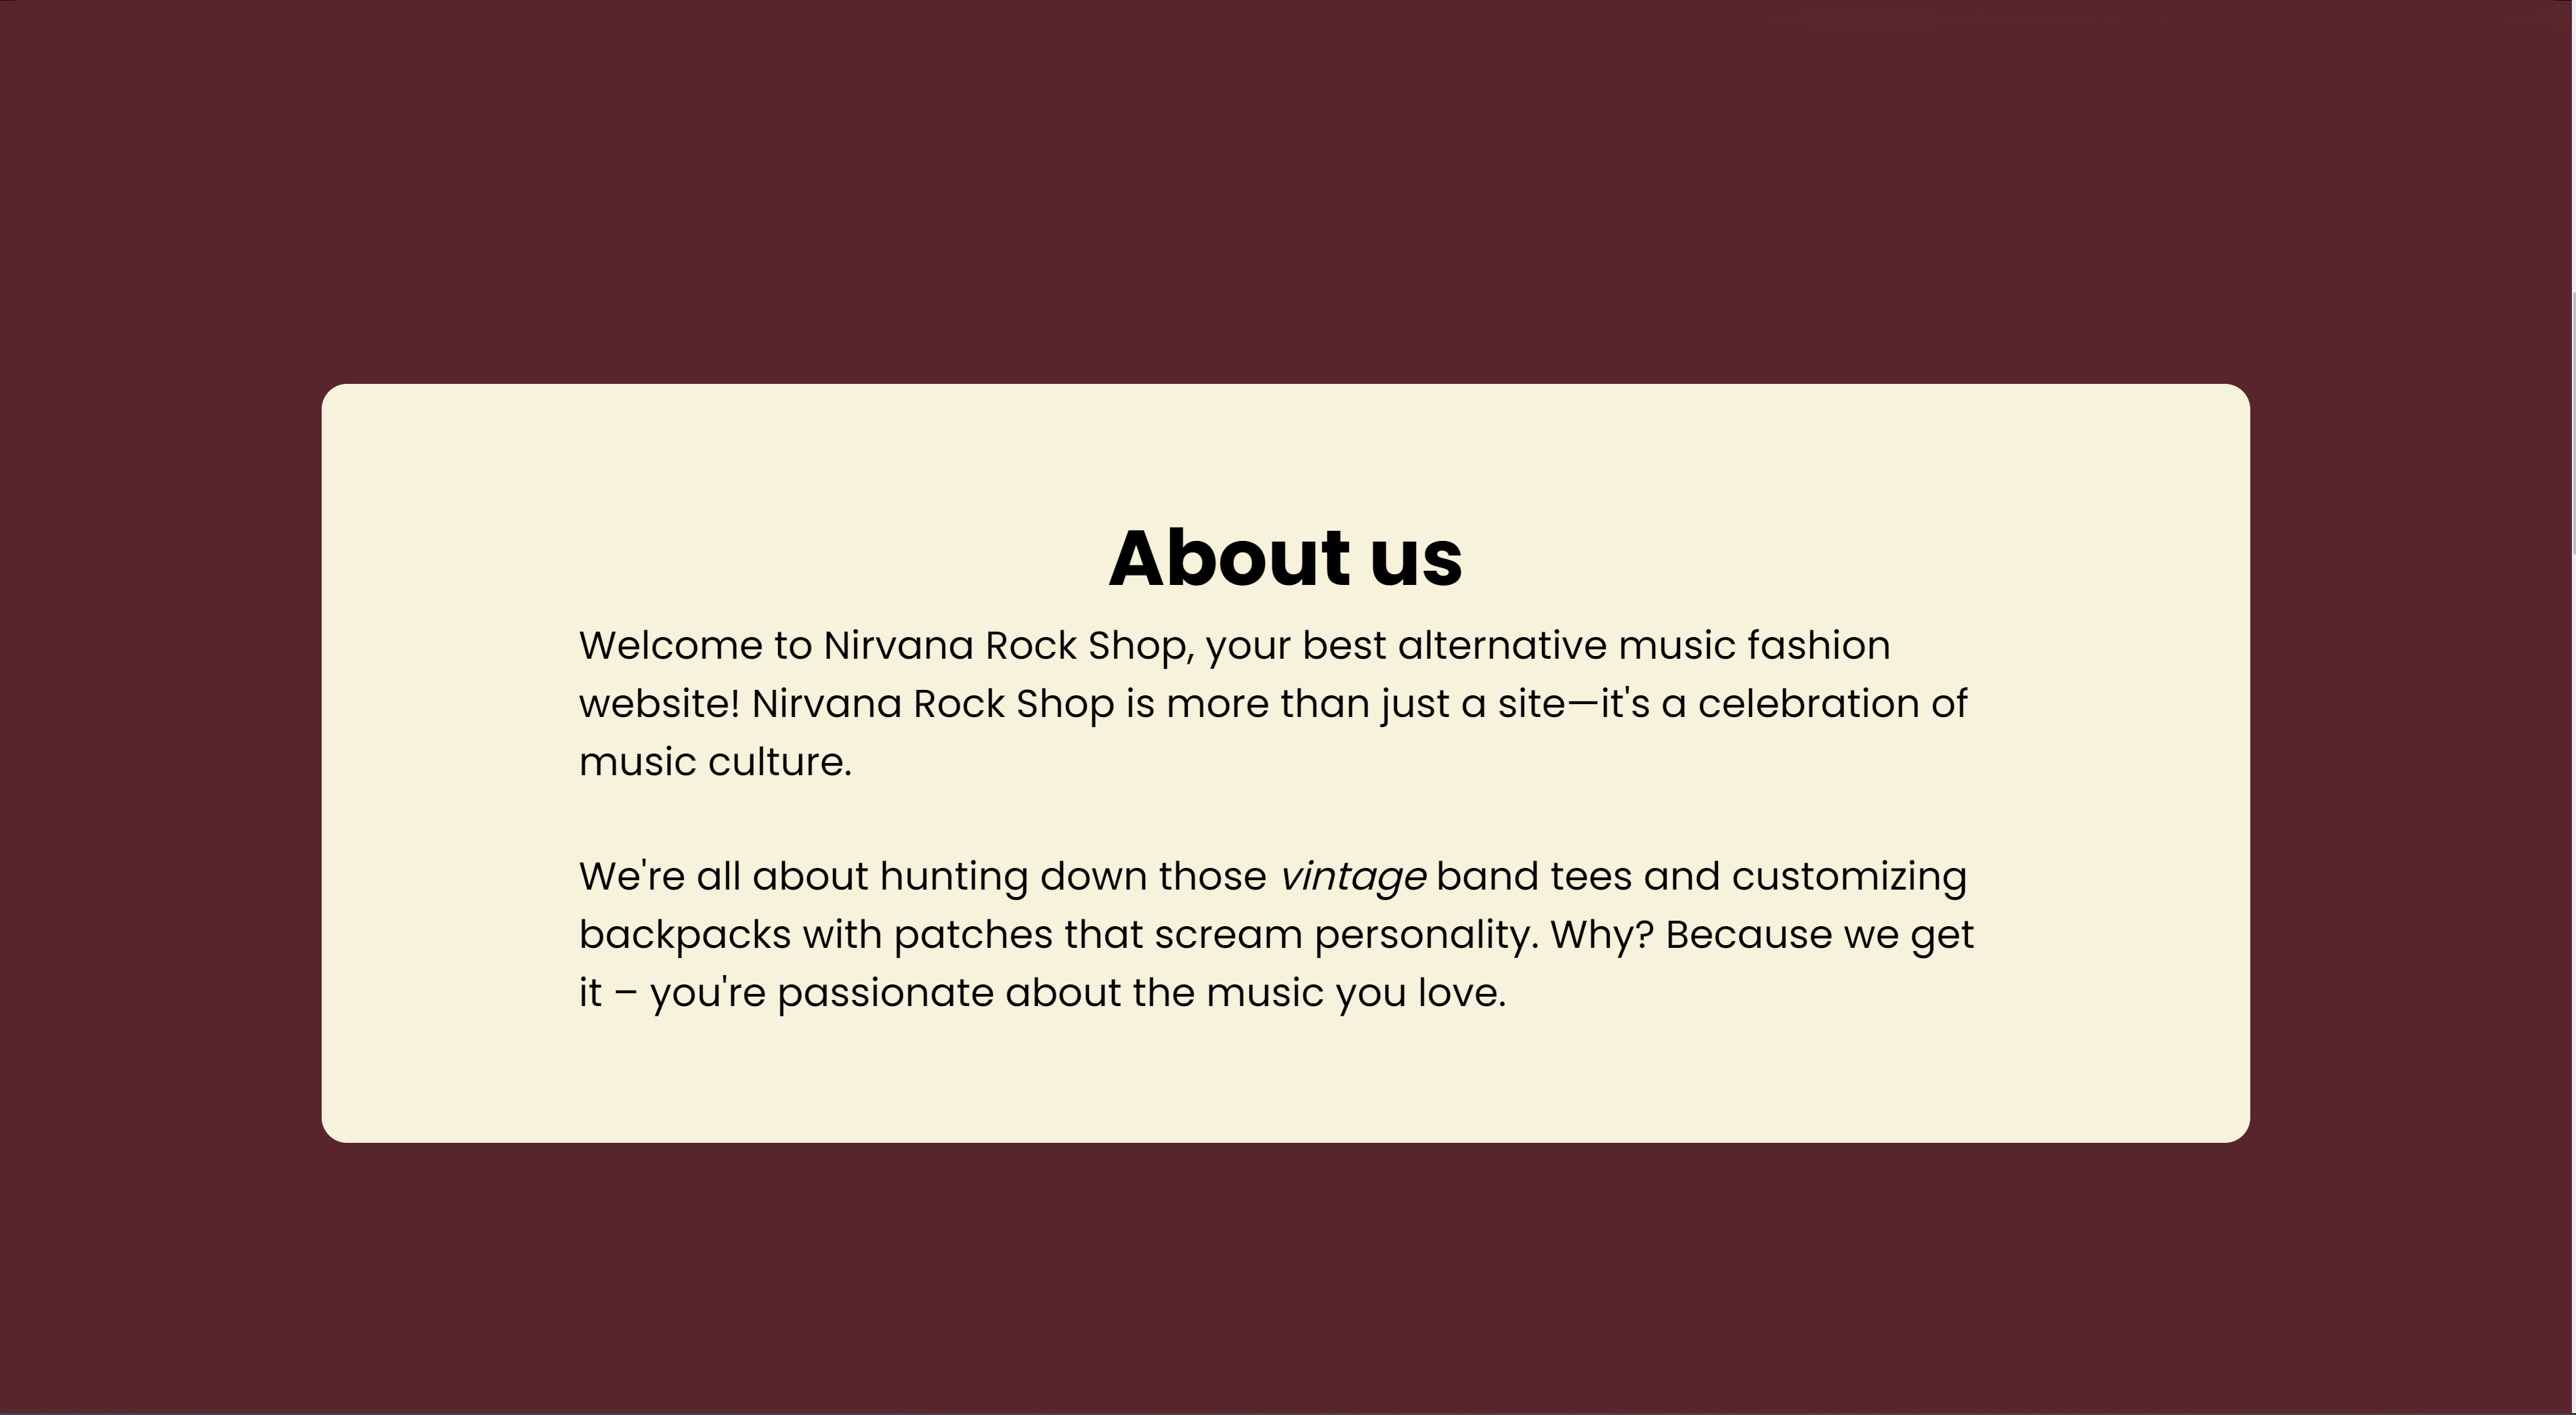 About us
Welcome to Nirvana Rock Shop, your best alternative music fashion
website! Nirvana Rock Shop is more than just a site—it's a celebration of
music culture.
We're all about hunting down those vintage band tees and customizing
backpacks with patches that scream personality. Why? Because we get
it – you're passionate about the music you love.